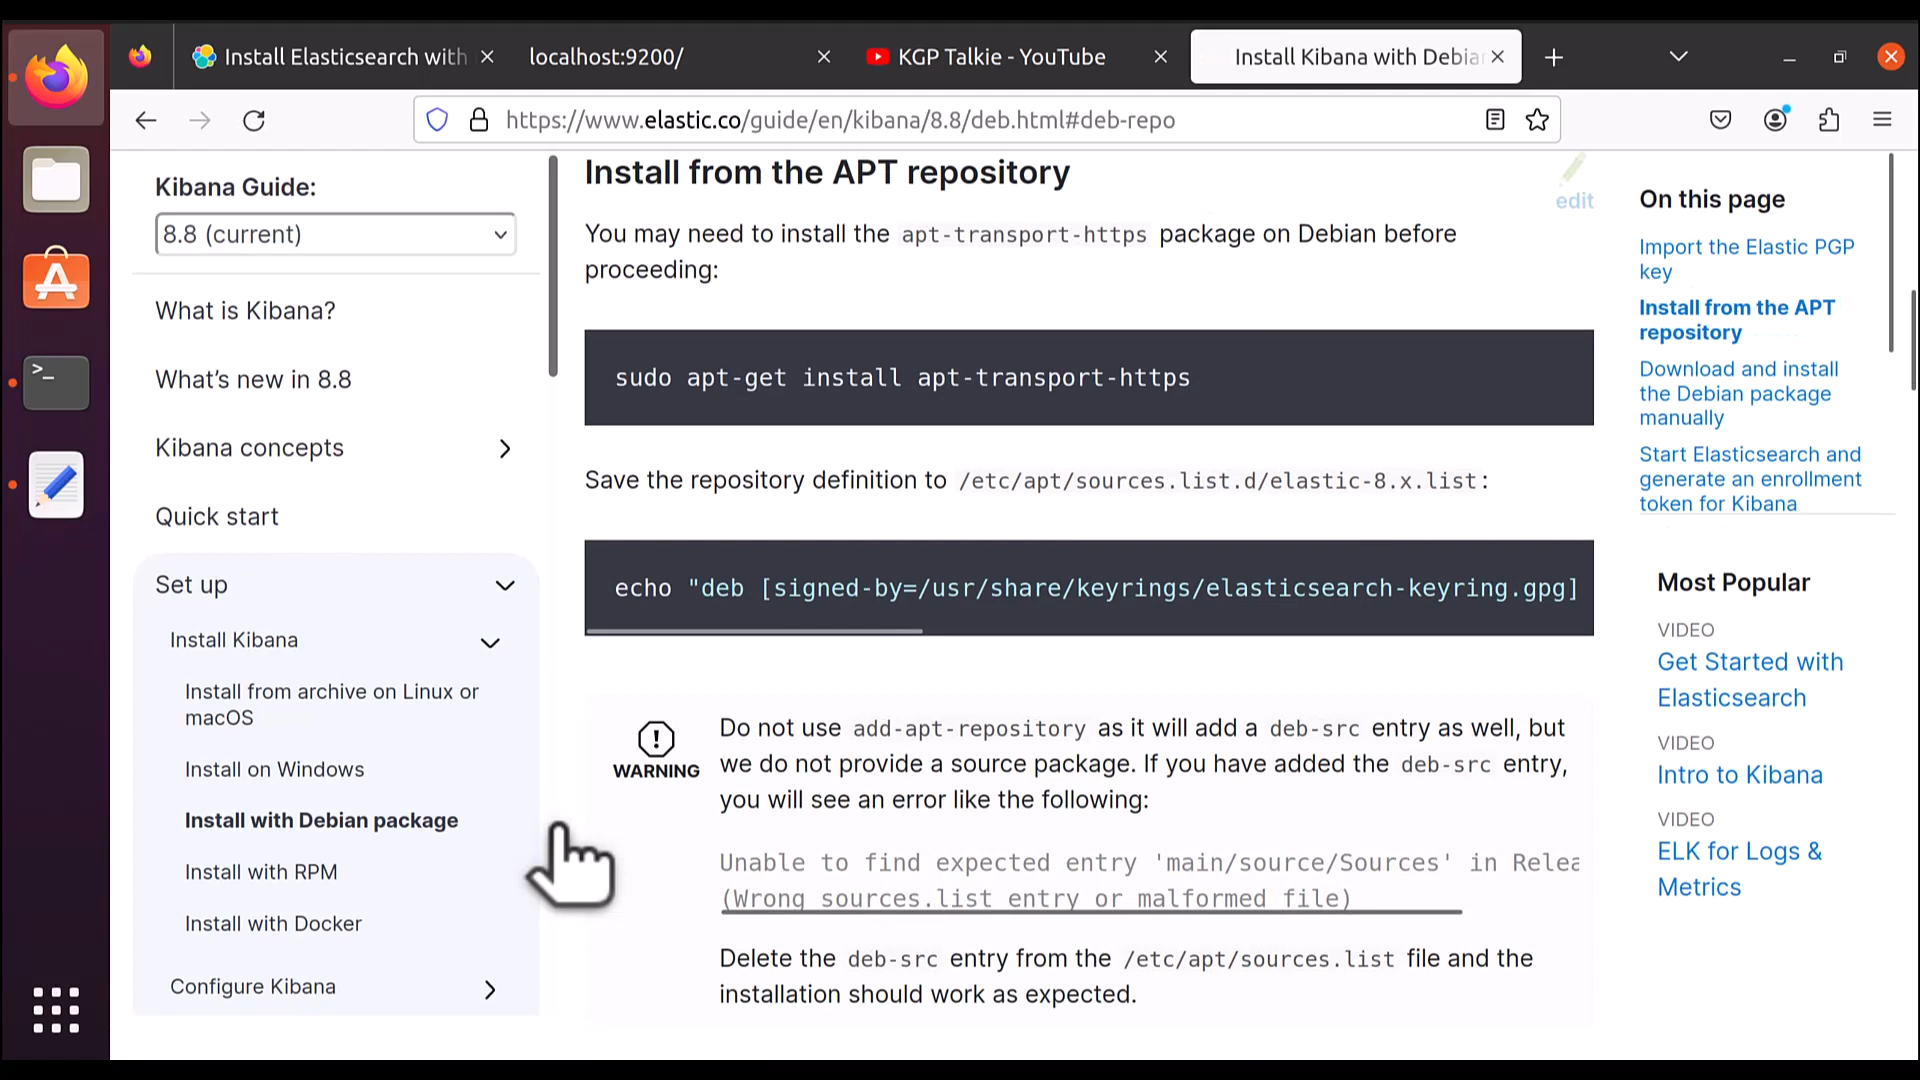 Install Elasticsearch with
localhost:9200/
KGP Talkie - YouTube
Install Kibana with Debia
https://www.elastic.co/guide/en/kibana/8.8/deb.html#deb-repo
Kibana Guide:
8.8 (current)
What is Kibana?
What's new in 8.8
Kibana concepts
Quick start
Set up
Install Kibana
Install from archive on Linux or
macOS
Install on Windows
Install with Debian package
Install with RPM
Install with Docker
Configure Kibana
Install from the APT repository
edit
You may need to install the apt-transport-https package on Debian before
proceeding:
sudo apt-get install apt-transport-https
Save the repository definition to /etc/apt/sources.list.d/elastic-8.x.list:
echo "deb [signed-by=/usr/share/keyrings/elasticsearch-keyring.gpg]
WARNING
Do not use add-apt-repository as it will add a deb-src entry as well, but
we do not provide a source package. If you have added the deb-src entry,
you will see an error like the following:
Unable to find expected entry 'main/source/Sources' in Relea
(Wrong sources.list entry or malformed file)
Delete the deb-src entry from the /etc/apt/sources.list file and the
installation should work as expected.
On this page
Import the Elastic PGP
key
Install from the APT
repository
Download and install
the Debian package
manually
Start Elasticsearch and
generate an enrollment
token for Kibana
Most Popular
VIDEO
Get Started with
Elasticsearch
VIDEO
Intro to Kibana
VIDEO
ELK for Logs &
Metrics